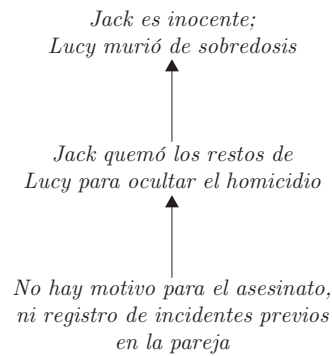 Jack es inocente;
Lucy murió de sobredosis
Jack quemó los restos de
Lucy para ocultar el homicidio
No hay motivo para el asesinato,
ni registro de incidentes previos
en la pareja